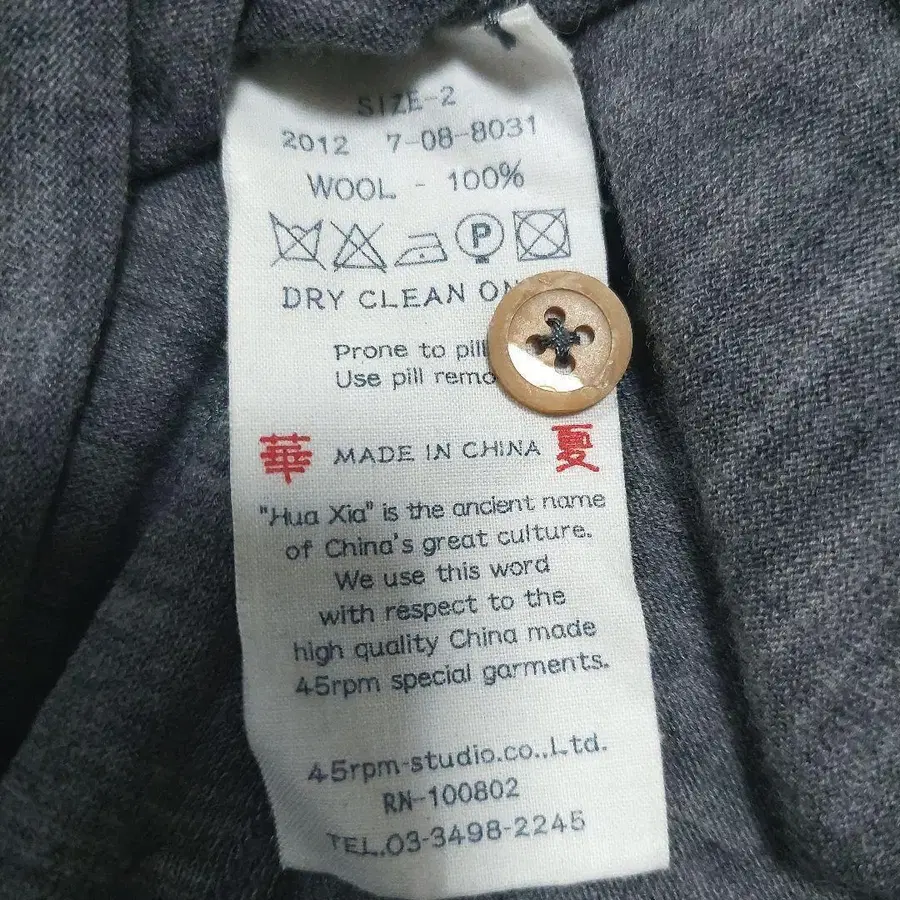 SIZE-2
2012 7-08-8031
WOOL - 100%
P
DRY CLEAN
Prone to pill
Use pill
華 MADE IN CHINA 夏
"Hua Xia" is the ancient name
of China's great culture.
We use this word
with respect to the
high quality China made
45rpm special garments.
45rpm-studio.co.,Ltd.
RN-100802
TEL.03-3498-2245